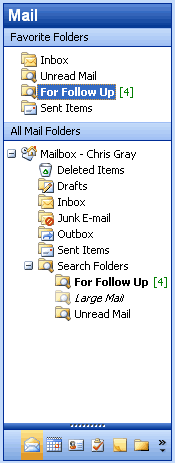 Mail
Favorite Folders
Inbox
Unread Mail
For Follow Up [4]
Sent Items
All Mail Folders
Mailbox - Chris Gray
Deleted Items
Drafts
Inbox
Junk E-mail
Outbox
Sent Items
Search Folders
For Follow Up [4]
Large Mail
Unread Mail